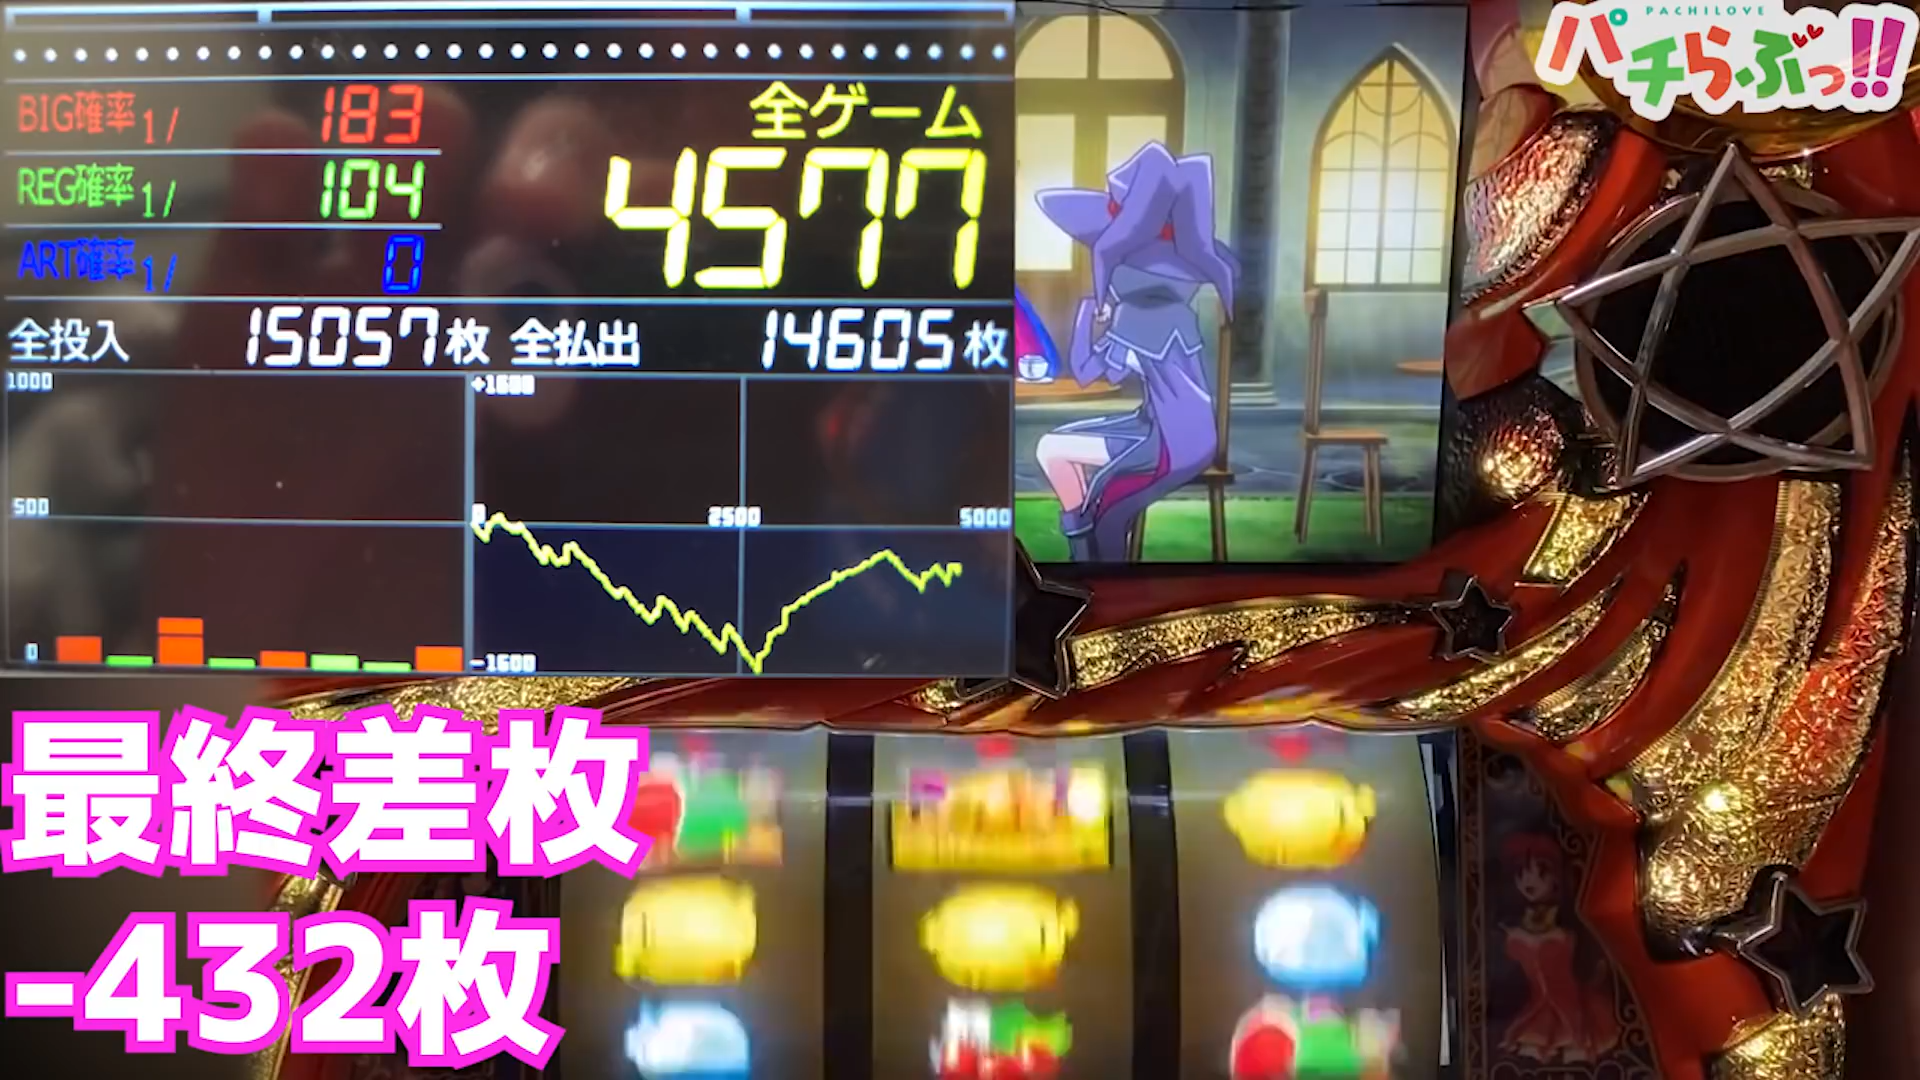 PACHILOVE
パチらぶっ!!
BIG確率1/ 183
全ゲーム
REG確率1/ 104
4577
ART確率1/ 0
全投入 15057枚 全払出 14605枚
1000
+1600
500
0
2500
5000
0
-1600
最終差枚
-432枚